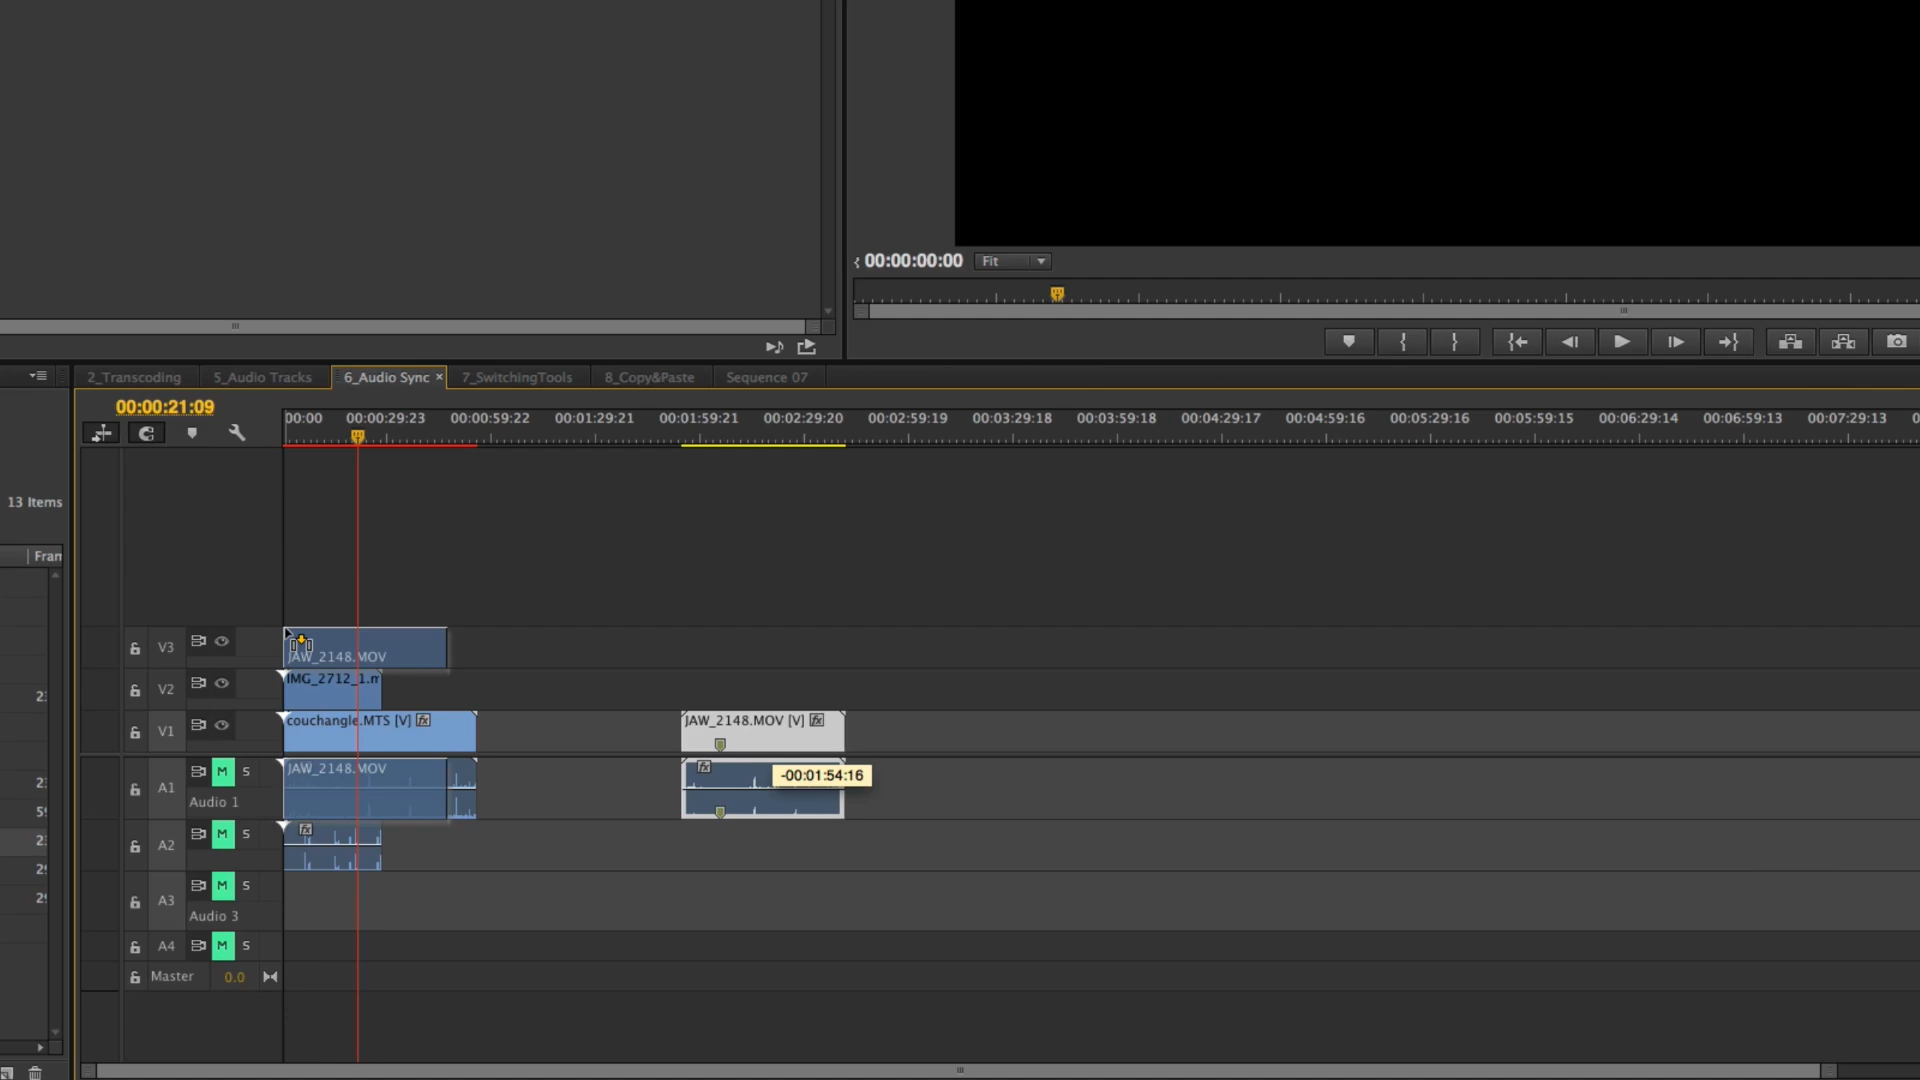 00:00:00:00 Fit
2_Transcoding 5_Audio Tracks 6_Audio Sync × 7_SwitchingTools 8_Copy&Paste Sequence 07
00:00:21:09
00:00 00:00:29:23 00:00:59:22 00:01:29:21 00:01:59:21 00:02:29:20 00:02:59:19 00:03:29:18 00:03:59:18 00:04:29:17 00:04:59:16 00:05:29:16 00:05:59:15 00:06:29:14 00:06:59:13 00:07:29:13
13 Items
Fran
V3 JAW_2148.MOV
V2 IMG_2712_1.m
V1 couchangle.MTS [V] fx JAW_2148.MOV [V] fx
A1 M S JAW_2148.MOV fx
-00:01:54:16
Audio 1
A2 M S fx
A3 M S
Audio 3
A4 M S
Master 0.0